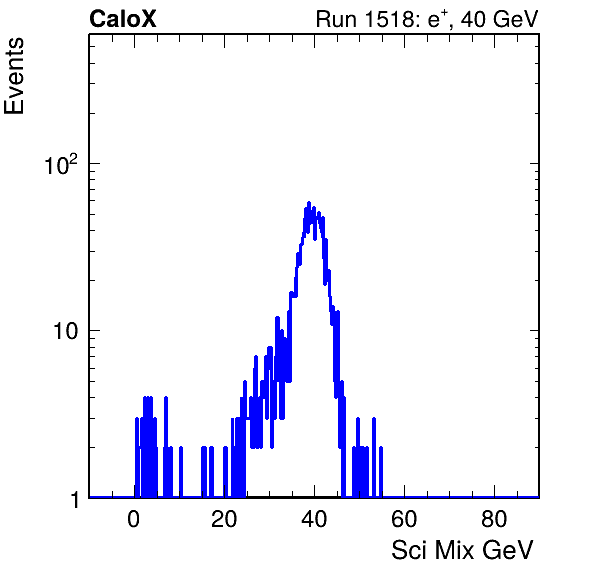 CaloX Run 1518: e⁺, 40 GeV
Events
10²
10
1
0 20 40 60 80
Sci Mix GeV